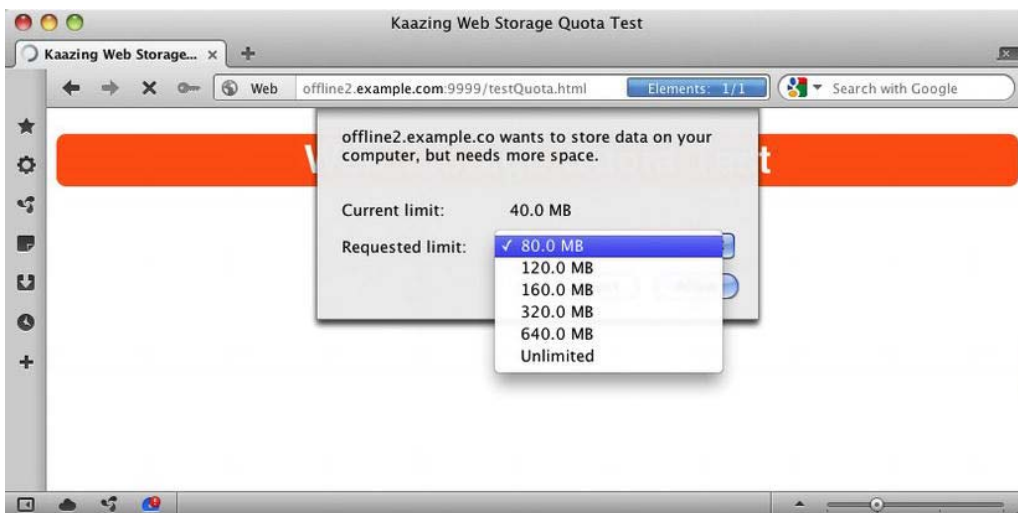 Kaazing Web Storage Quota Test
Kaazing Web Storage...
Web
offline2.example.com:9999/testQuota.html
Elements: 1/1
Search with Google
offline2.example.co wants to store data on your
computer, but needs more space.
Current limit: 40.0 MB
Requested limit: ✓ 80.0 MB
120.0 MB
160.0 MB
320.0 MB
640.0 MB
Unlimited